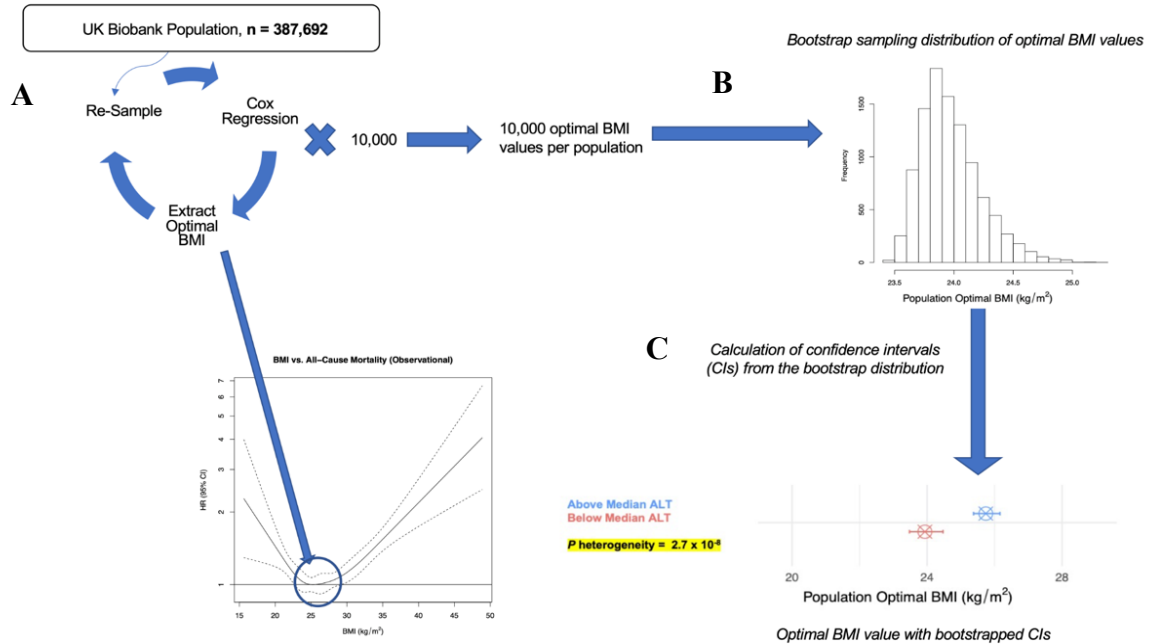 UK Biobank Population, n = 387,692
A
Re-Sample
Cox
Regression
10,000
10,000 optimal BMI
values per population
Extract
Optimal
BMI
B
Bootstrap sampling distribution of optimal BMI values
Frequency
1500
1000
500
0
23.5 24.0 24.5 25.0
Population Optimal BMI (kg/m²)
BMI vs. All−Cause Mortality (Observational)
HR (95% CI)
7
6
5
4
3
2
1
15 20 25 30 35 40 45 50
BMI (kg/m²)
C
Calculation of confidence intervals
(CIs) from the bootstrap distribution
Above Median ALT
Below Median ALT
P heterogeneity = 2.7 x 10⁻⁸
20 24 28
Population Optimal BMI (kg/m²)
Optimal BMI value with bootstrapped CIs